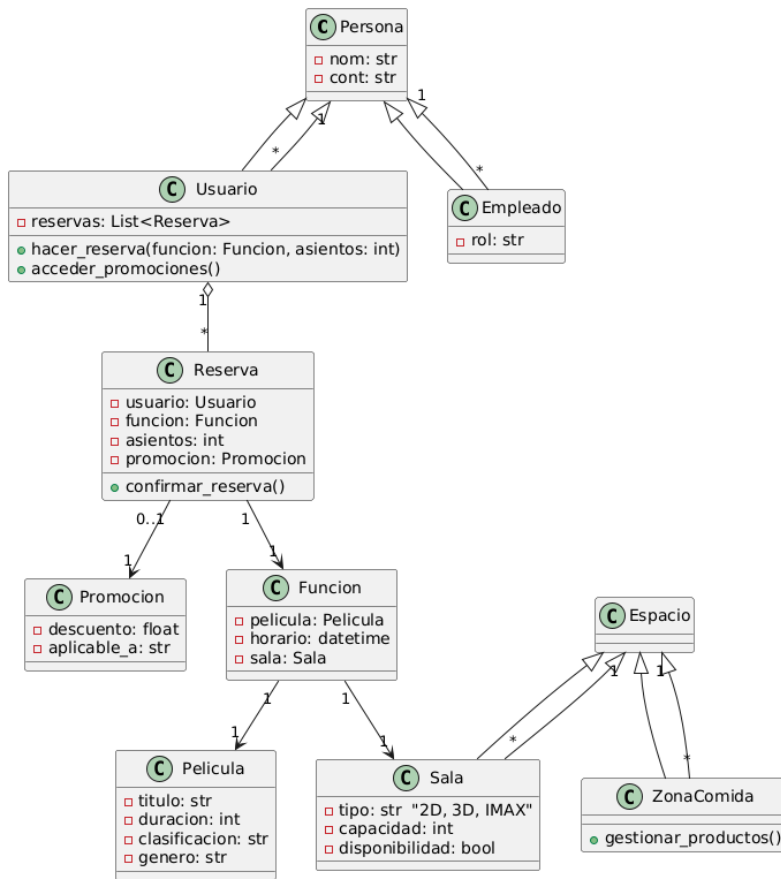 C Persona
nom: str
cont: str
1
1
*
*
C Usuario
reservas: List<Reserva>
hacer_reserva(funcion: Funcion, asientos: int)
acceder_promociones()
C Empleado
rol: str
1
*
C Reserva
usuario: Usuario
funcion: Funcion
asientos: int
promocion: Promocion
confirmar_reserva()
0..1
1
1
1
C Promocion
descuento: float
aplicable_a: str
C Funcion
pelicula: Pelicula
horario: datetime
sala: Sala
C Espacio
1
1
1
1
1
1
*
*
C Pelicula
titulo: str
duracion: int
clasificacion: str
genero: str
C Sala
tipo: str "2D, 3D, IMAX"
capacidad: int
disponibilidad: bool
C ZonaComida
gestionar_productos()